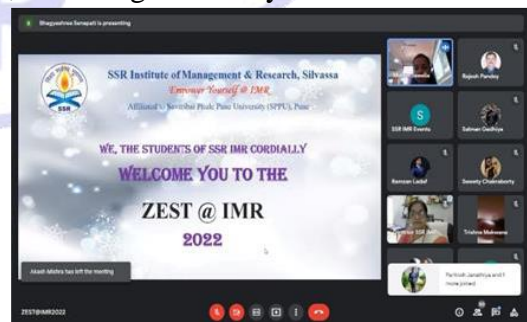 Bhagyashree Senapati is presenting
SSR Institute of Management & Research, Silvassa
Empower Yourself @ IMR
Affiliated to Savitribai Phule Pune University (SPPU), Pune
WE, THE STUDENTS OF SSR IMR CORDIALLY
WELCOME YOU TO THE
ZEST @ IMR
2022
SSR
Akash Mishra has left the meeting
Rajesh Pandey
S
SSR IMR Events
Salman Gadhiya
Ramzan Ladaf
Sweety Chakraborty
Trishna Makwana
and 1
more joined
ZEST@IMR2022